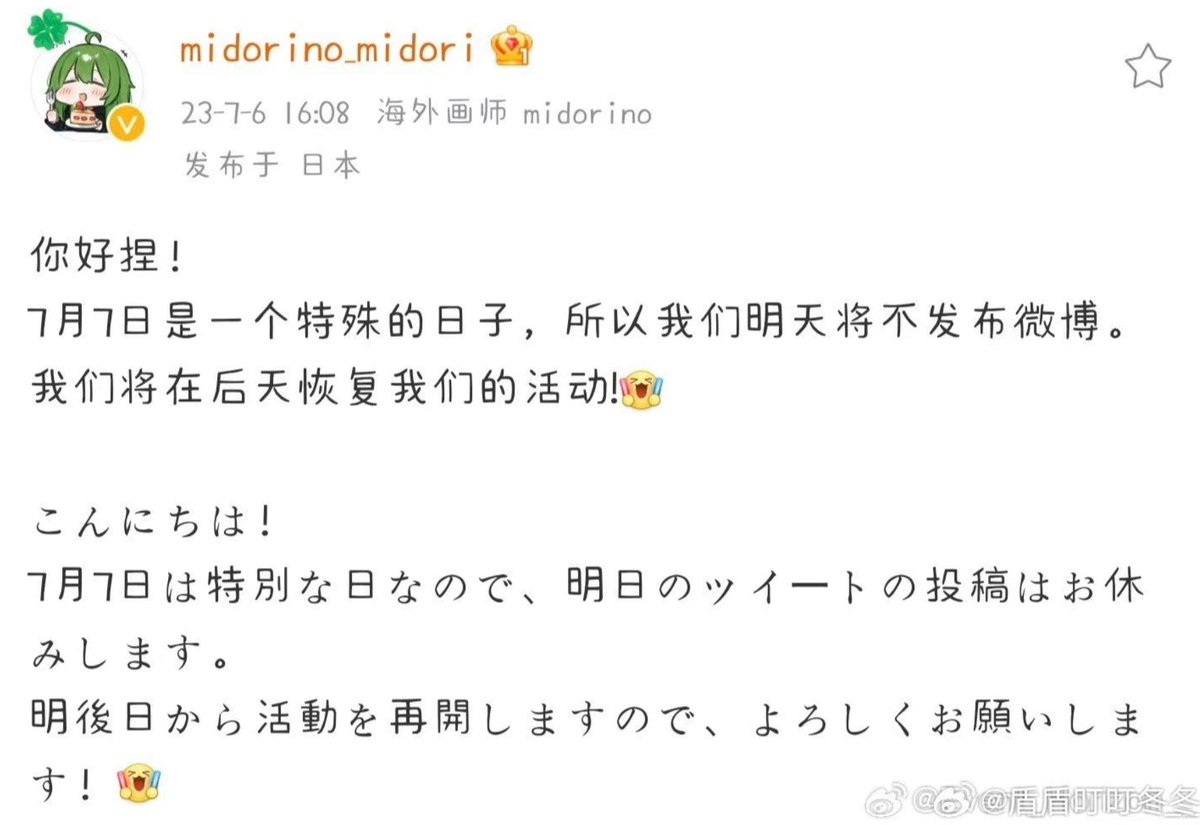 midorino_midori
23-7-6 16:08 海外画师 midorino
发布于 日本
你好捏！
7月7日是一个特殊的日子，所以我们明天将不发布微博。
我们将在后天恢复我们的活动!
こんにちは！
7月7日は特別な日なので、明日のツイートの投稿はお休
みします。
明後日から活動を再開しますので、よろしくお願いしま
す！
@盾盾叮叮冬冬